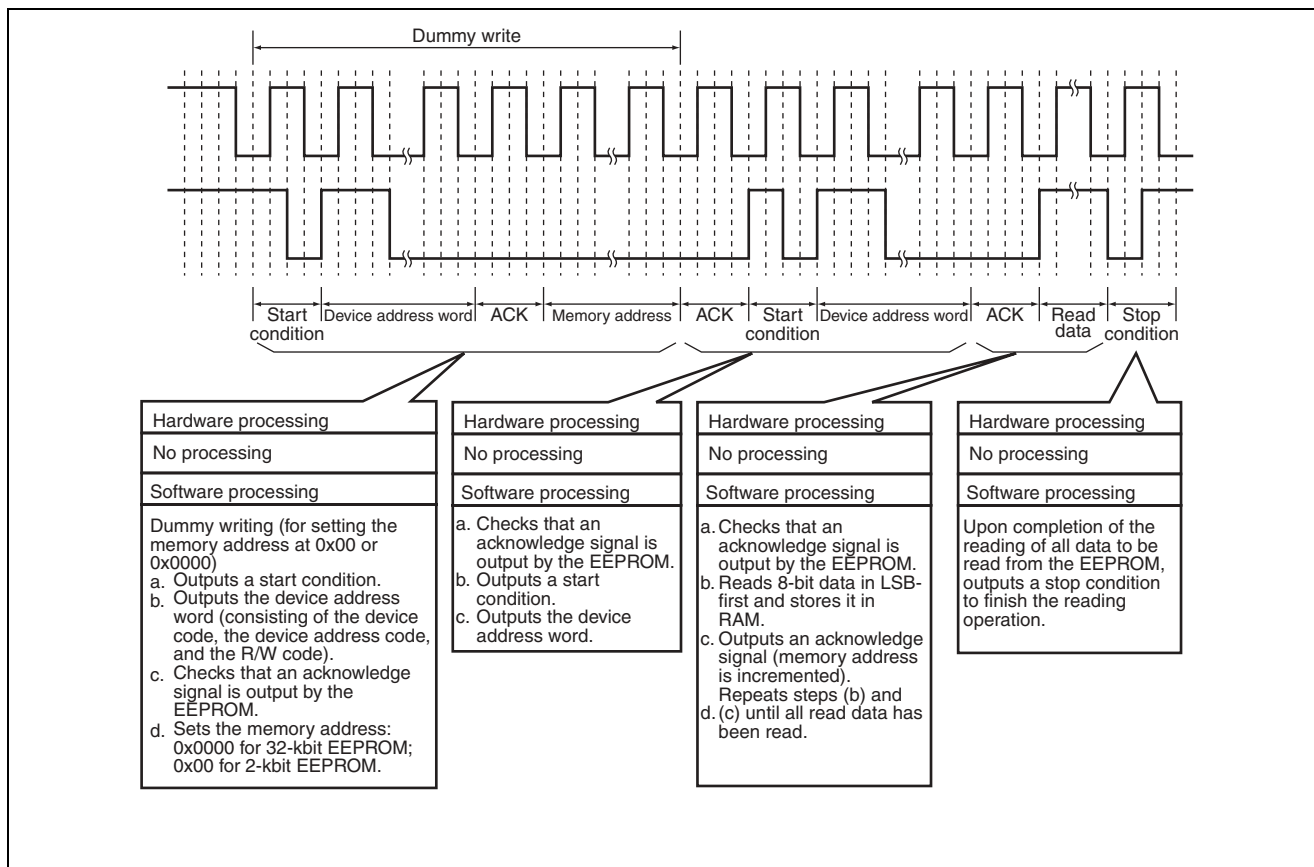 Dummy write
Start
condition
Device address word
ACK
Memory address
ACK
Start
condition
Device address word
ACK
Read
data
Stop
condition
Hardware processing
No processing
Software processing
Dummy writing (for setting the
memory address at 0x00 or
0x0000)
a. Outputs a start condition.
b. Outputs the device address
word (consisting of the device
code, the device address code,
and the R/W code).
c. Checks that an acknowledge
signal is output by the
EEPROM.
d. Sets the memory address:
0x0000 for 32-kbit EEPROM;
0x00 for 2-kbit EEPROM.
Hardware processing
No processing
Software processing
a. Checks that an
acknowledge signal is
output by the EEPROM.
b. Outputs a start
condition.
c. Outputs the device
address word.
Hardware processing
No processing
Software processing
a. Checks that an
acknowledge signal is
output by the EEPROM.
b. Reads 8-bit data in LSB-
first and stores it in
RAM.
c. Outputs an acknowledge
signal (memory address
is incremented).
Repeats steps (b) and
d. (c) until all read data has
been read.
Hardware processing
No processing
Software processing
Upon completion of the
reading of all data to be
read from the EEPROM,
outputs a stop condition
to finish the reading
operation.